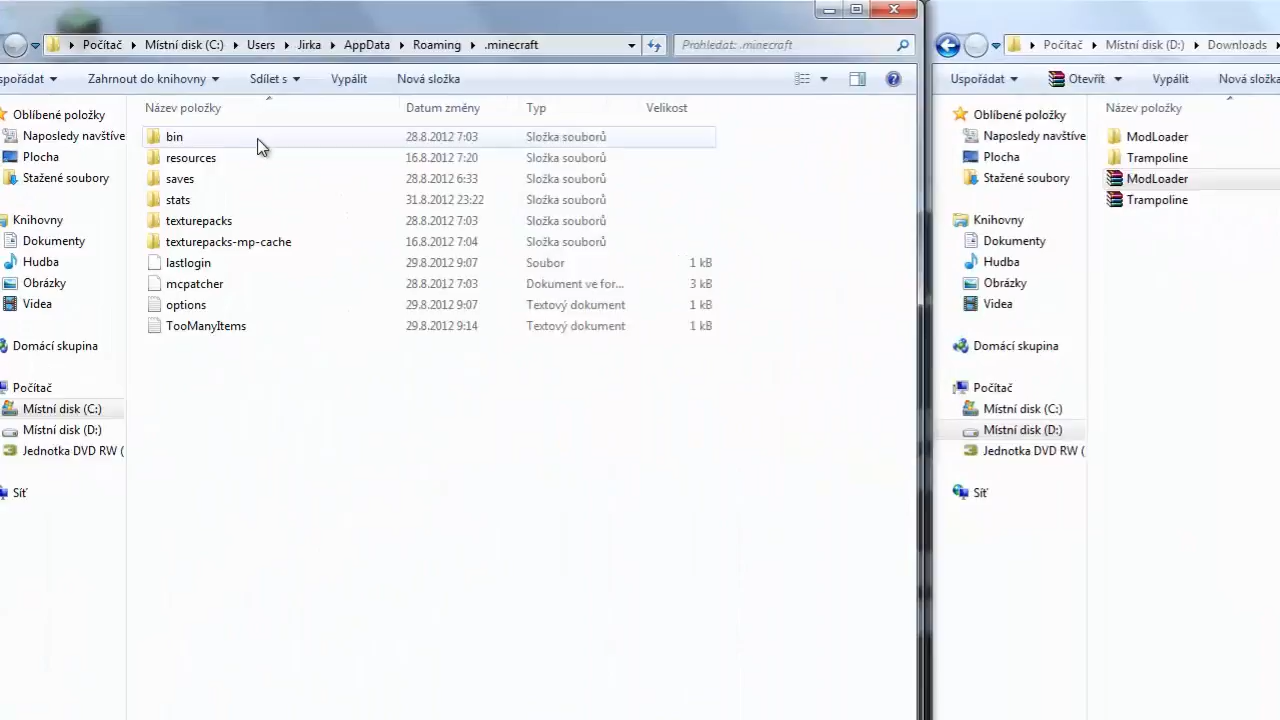 Počítač Místní disk (C:) Users Jirka AppData Roaming .minecraft Prohledat: .minecraft
spořádat Zahrnout do knihovny Sdílet s Vypálit Nová složka
Název položky Datum změny Typ Velikost
Oblíbené položky
Naposledy navštíve
Plocha
Stažené soubory
Knihovny
Dokumenty
Hudba
Obrázky
Videa
Domácí skupina
Počítač
Místní disk (C:)
Místní disk (D:)
Jednotka DVD RW (
Síť
bin 28.8.2012 7:03 Složka souborů
resources 16.8.2012 7:20 Složka souborů
saves 28.8.2012 6:33 Složka souborů
stats 31.8.2012 23:22 Složka souborů
texturepacks 28.8.2012 7:03 Složka souborů
texturepacks-mp-cache 16.8.2012 7:04 Složka souborů
lastlogin 29.8.2012 9:07 Soubor 1 kB
mcpatcher 28.8.2012 7:03 Dokument ve for... 3 kB
options 29.8.2012 9:07 Textový dokument 1 kB
TooManyItems 29.8.2012 9:14 Textový dokument 1 kB
Počítač Místní disk (D:) Downloads
Uspořádat Otevřít Vypálit Nová složka
Název položky
Oblíbené položky
Naposledy navštíve
Plocha
Stažené soubory
Knihovny
Dokumenty
Hudba
Obrázky
Videa
Domácí skupina
Počítač
Místní disk (C:)
Místní disk (D:)
Jednotka DVD RW (
Síť
ModLoader
Trampoline
ModLoader
Trampoline